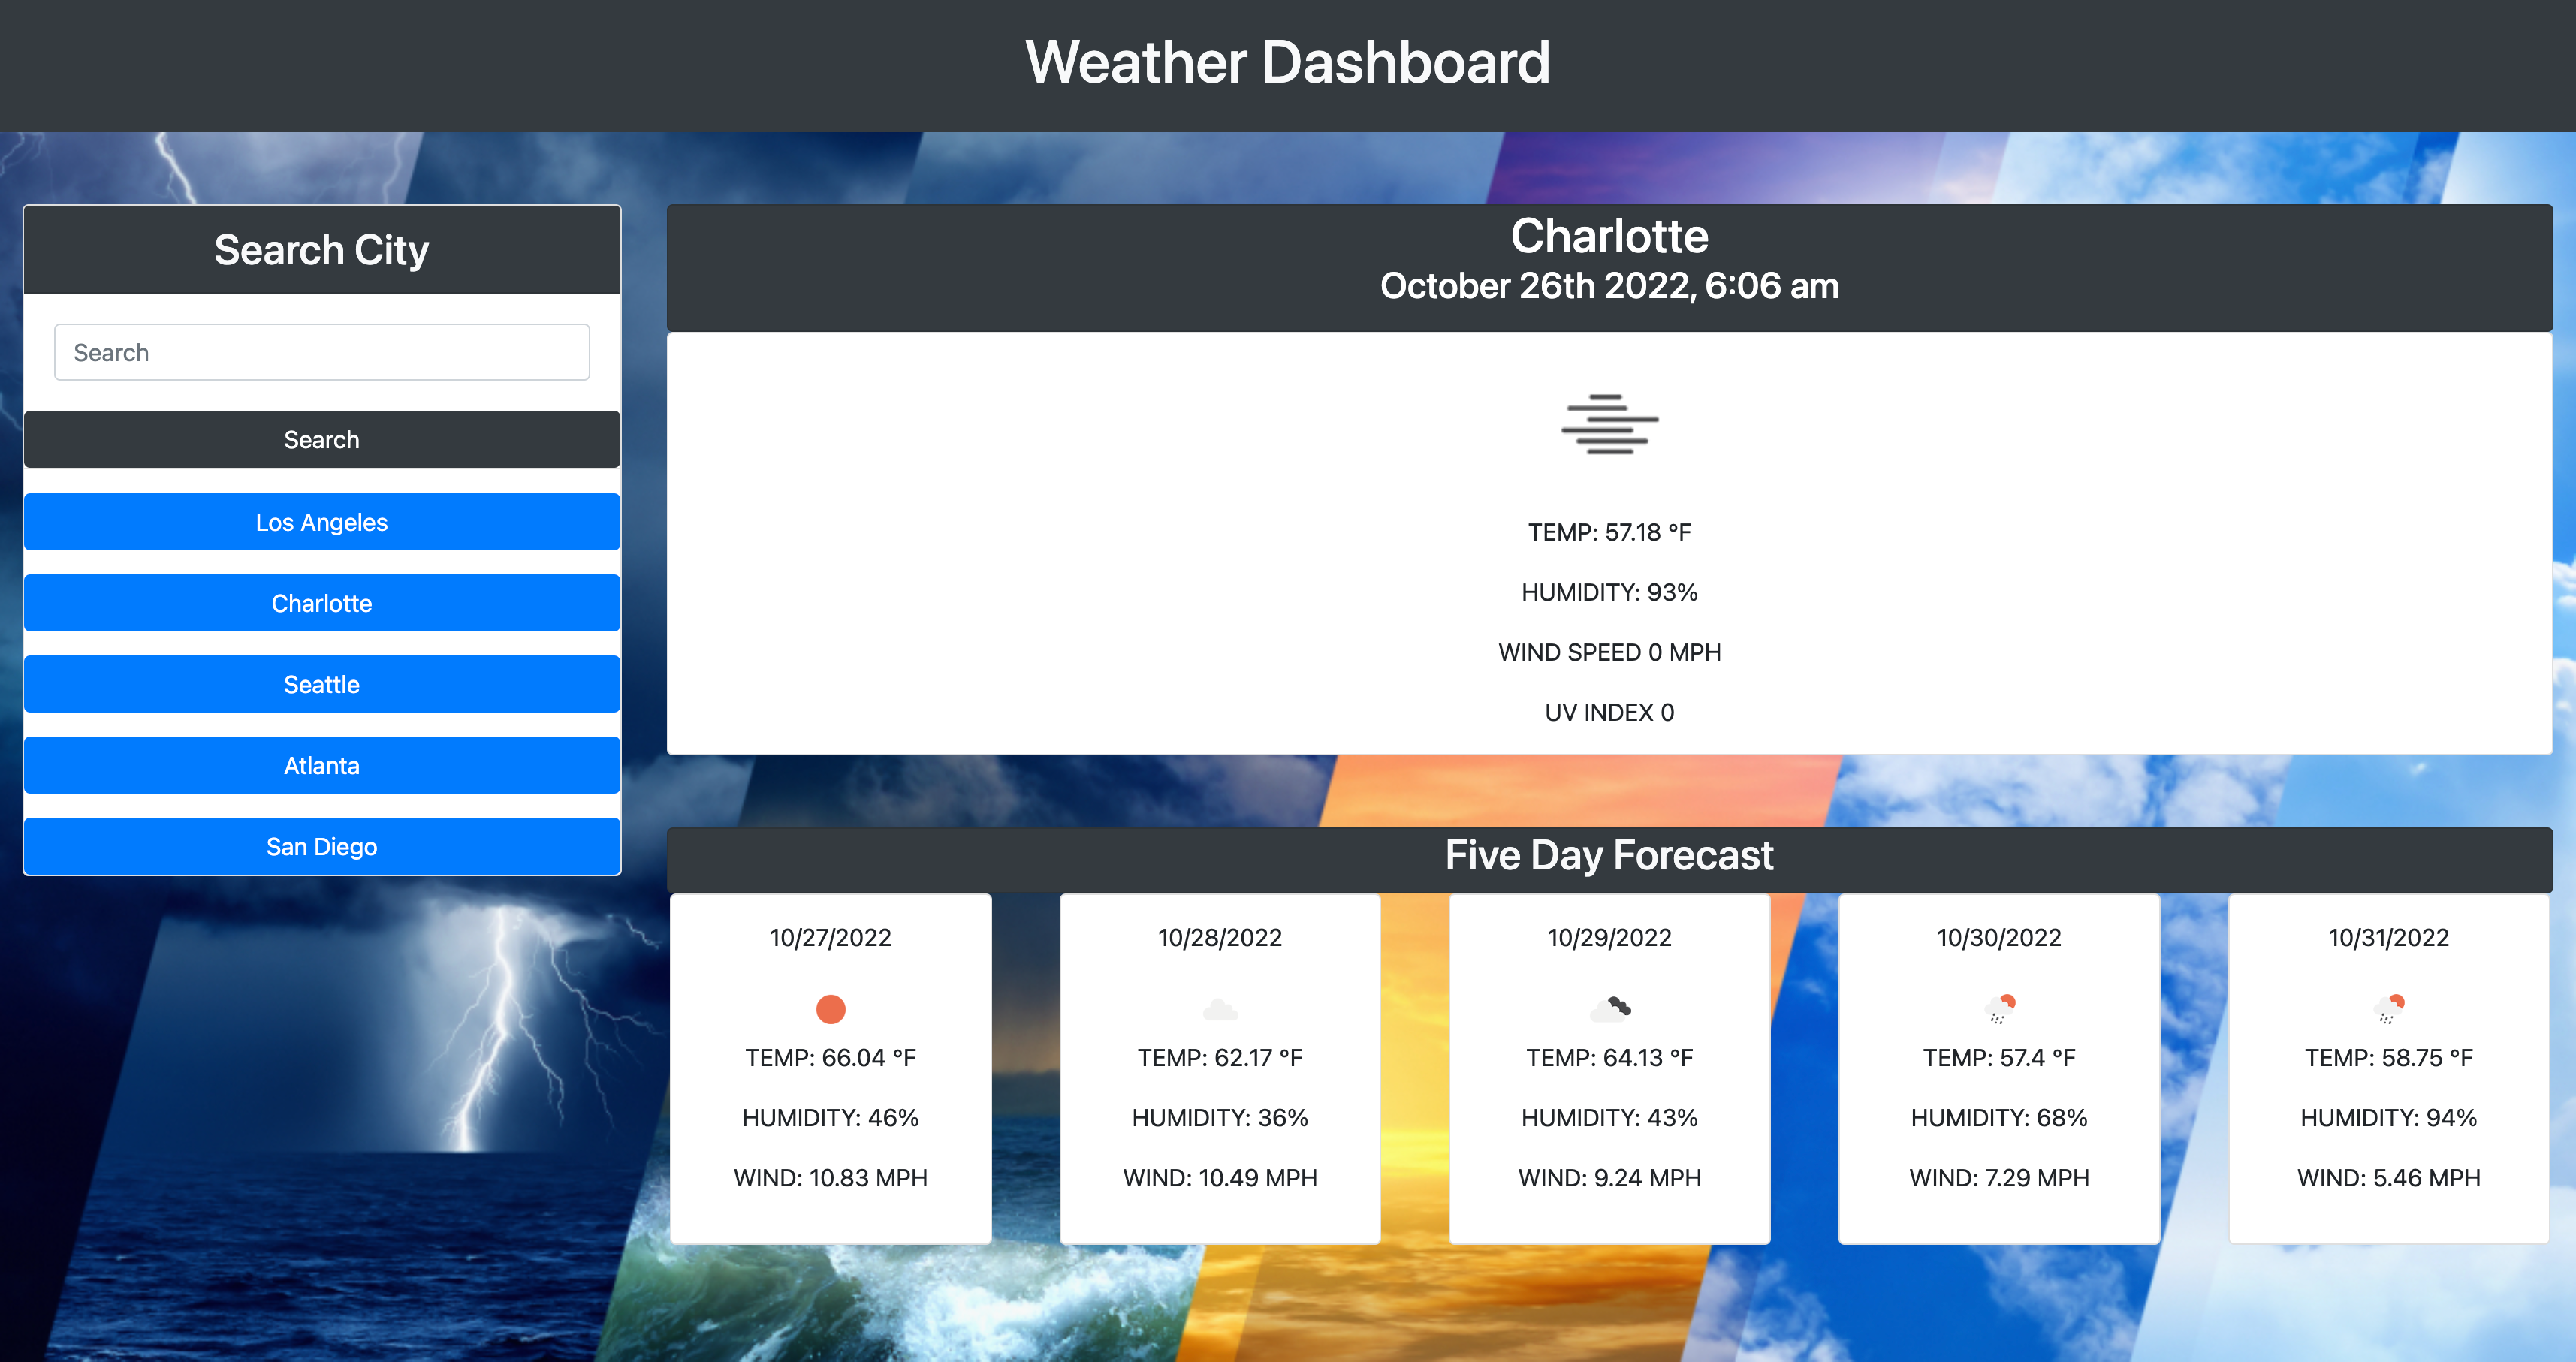 Weather Dashboard
Search City
Search
Search
Los Angeles
Charlotte
Seattle
Atlanta
San Diego
Charlotte
October 26th 2022, 6:06 am
TEMP: 57.18 °F
HUMIDITY: 93%
WIND SPEED 0 MPH
UV INDEX 0
Five Day Forecast
10/27/2022
TEMP: 66.04 °F
HUMIDITY: 46%
WIND: 10.83 MPH
10/28/2022
TEMP: 62.17 °F
HUMIDITY: 36%
WIND: 10.49 MPH
10/29/2022
TEMP: 64.13 °F
HUMIDITY: 43%
WIND: 9.24 MPH
10/30/2022
TEMP: 57.4 °F
HUMIDITY: 68%
WIND: 7.29 MPH
10/31/2022
TEMP: 58.75 °F
HUMIDITY: 94%
WIND: 5.46 MPH